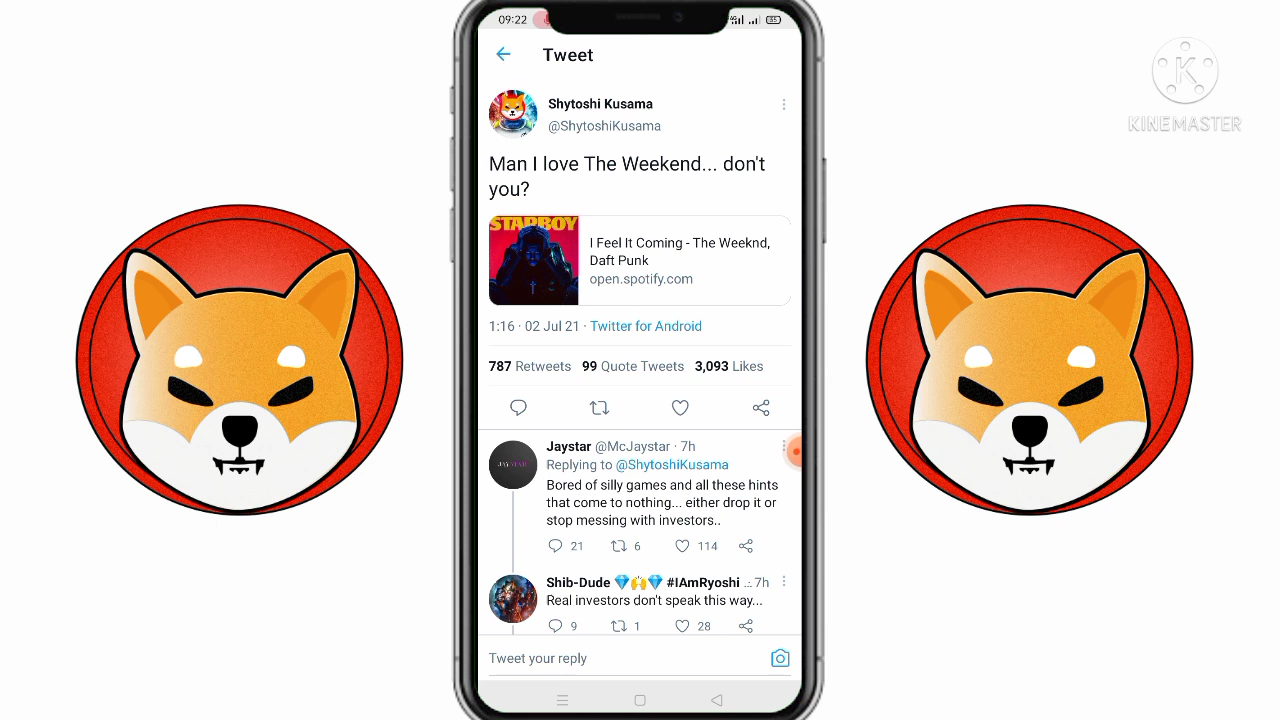 09:22
Tweet
KINEMASTER
Shytoshi Kusama
@ShytoshiKusama
Man I love The Weekend... don't
you?
STARBOY
I Feel It Coming - The Weeknd,
Daft Punk
open.spotify.com
1:16 · 02 Jul 21 · Twitter for Android
787 Retweets 99 Quote Tweets 3,093 Likes
Jaystar @McJaystar · 7h
Replying to @ShytoshiKusama
Bored of silly games and all these hints
that come to nothing... either drop it or
stop messing with investors..
21 6 114
Shib-Dude 💎🙌💎 #IAmRyoshi ... · 7h
Real investors don't speak this way...
9 1 28
Tweet your reply